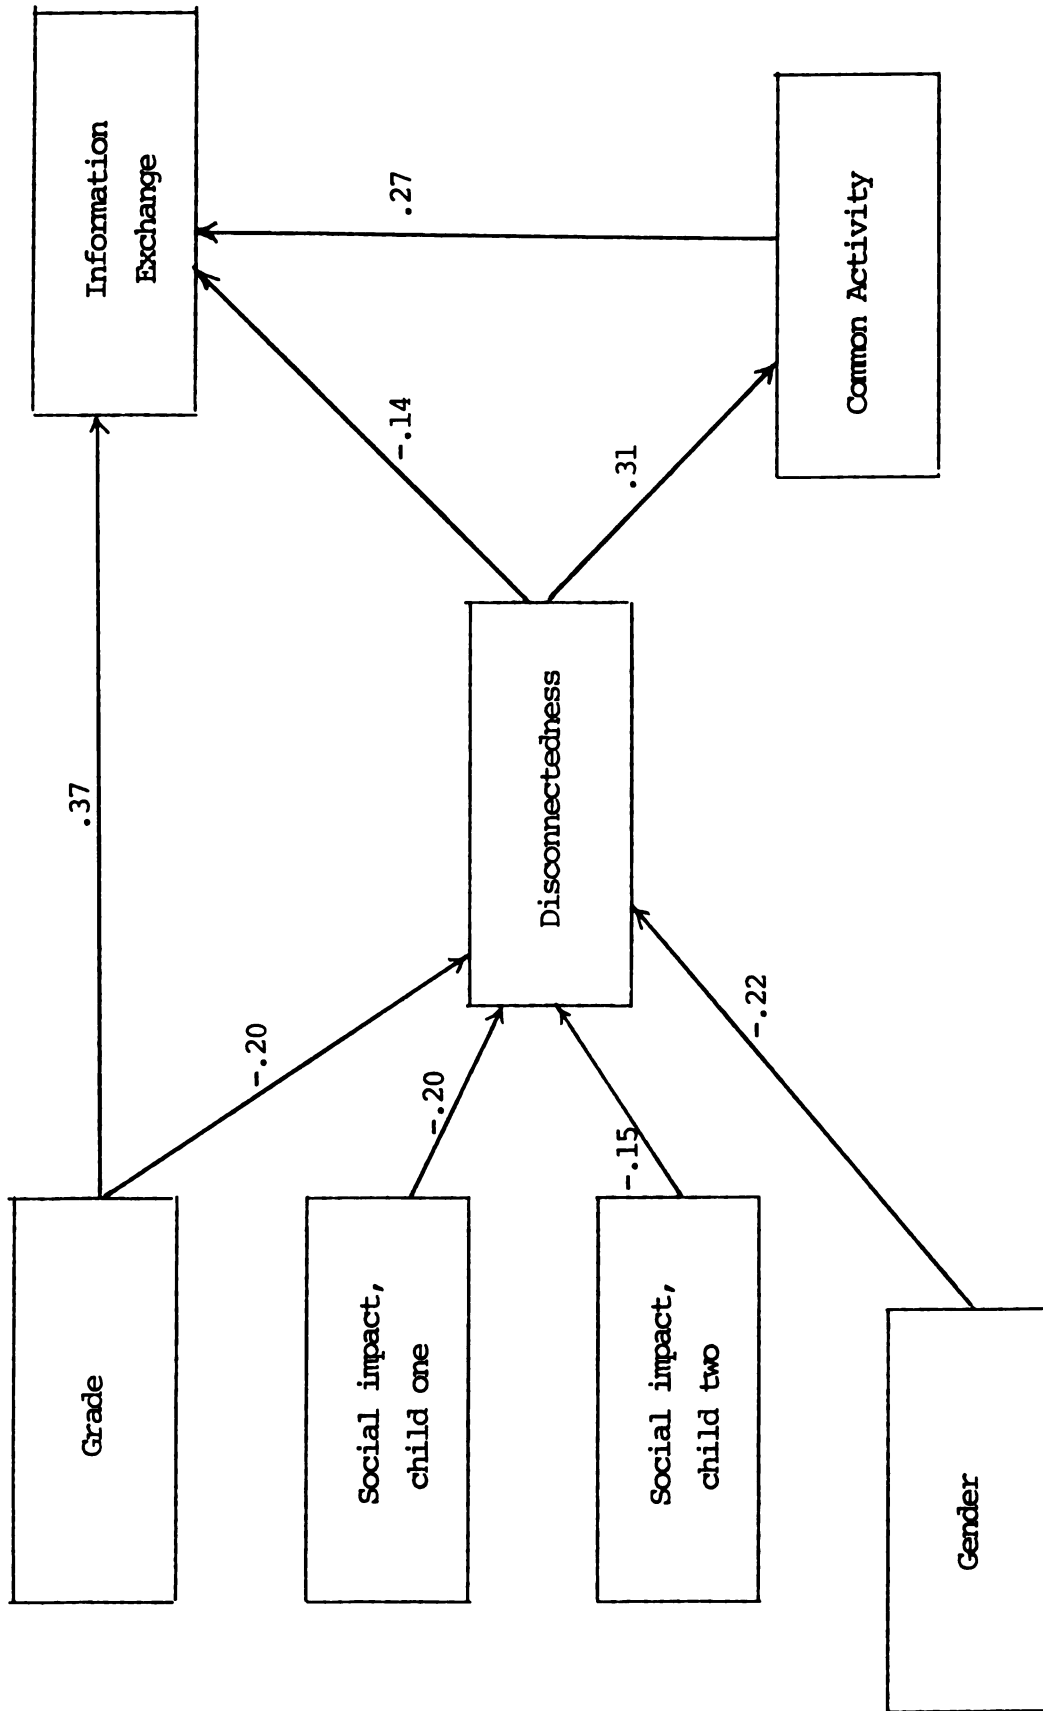 Grade
Social impact,
child one
Social impact,
child two
Gender
.37
-.20
-.20
-.15
-.22
Disconnectedness
-.14
.31
Information
Exchange
.27
Common Activity